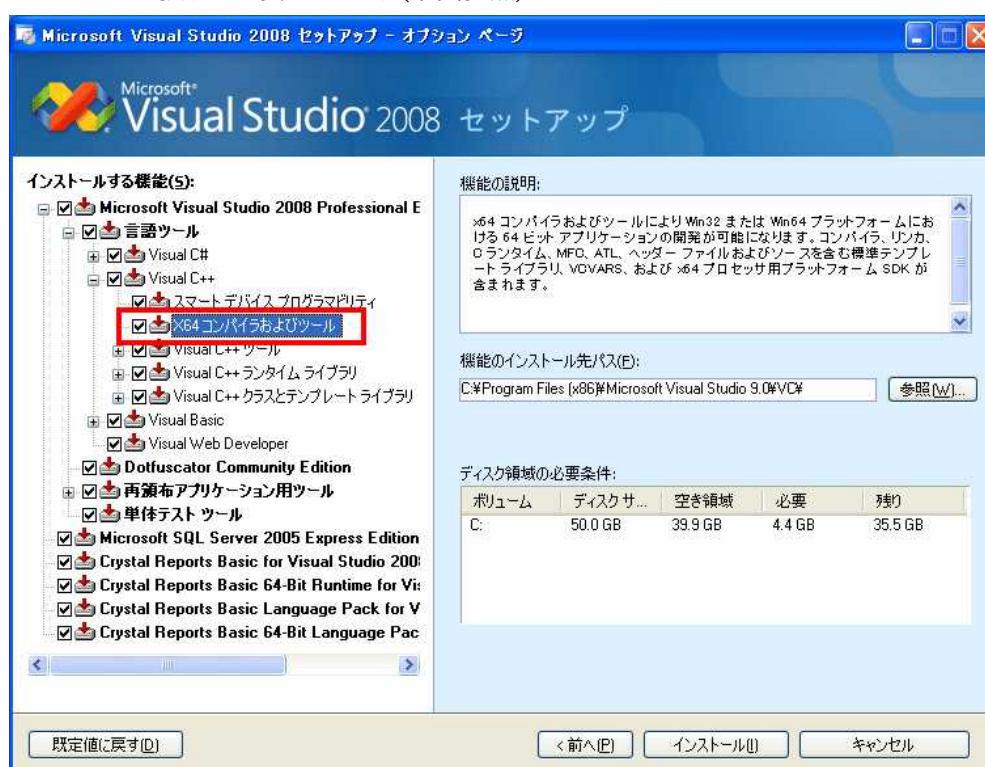 Microsoft Visual Studio 2008 セットアップ - オプション ページ
Microsoft®
Visual Studio® 2008 セットアップ
インストールする機能(S):
Microsoft Visual Studio 2008 Professional E
言語ツール
Visual C#
Visual C++
スマート デバイス プログラマビリティ
X64 コンパイラおよびツール
Visual C++ ツール
Visual C++ ランタイム ライブラリ
Visual C++ クラスとテンプレート ライブラリ
Visual Basic
Visual Web Developer
Dotfuscator Community Edition
再頒布アプリケーション用ツール
単体テスト ツール
Microsoft SQL Server 2005 Express Edition
Crystal Reports Basic for Visual Studio 200
Crystal Reports Basic 64-Bit Runtime for Vi
Crystal Reports Basic Language Pack for V
Crystal Reports Basic 64-Bit Language Pac
機能の説明:
x64 コンパイラおよびツールにより Win32 または Win64 プラットフォームにお
ける 64 ビット アプリケーションの開発が可能になります。コンパイラ、リンカ、
C ランタイム、MFC、ATL、ヘッダー ファイルおよびソースを含む標準テンプレ
ート ライブラリ、VCVARS、および x64 プロセッサ用プラットフォーム SDK が
含まれます。
機能のインストール先パス(F):
C:¥Program Files (x86)¥Microsoft Visual Studio 9.0¥VC¥
参照(W)...
ディスク領域の必要条件:
ボリューム ディスク サ... 空き領域 必要 残り
C: 50.0 GB 39.9 GB 4.4 GB 35.5 GB
既定値に戻す(D)
< 前へ(P)
インストール(I)
キャンセル